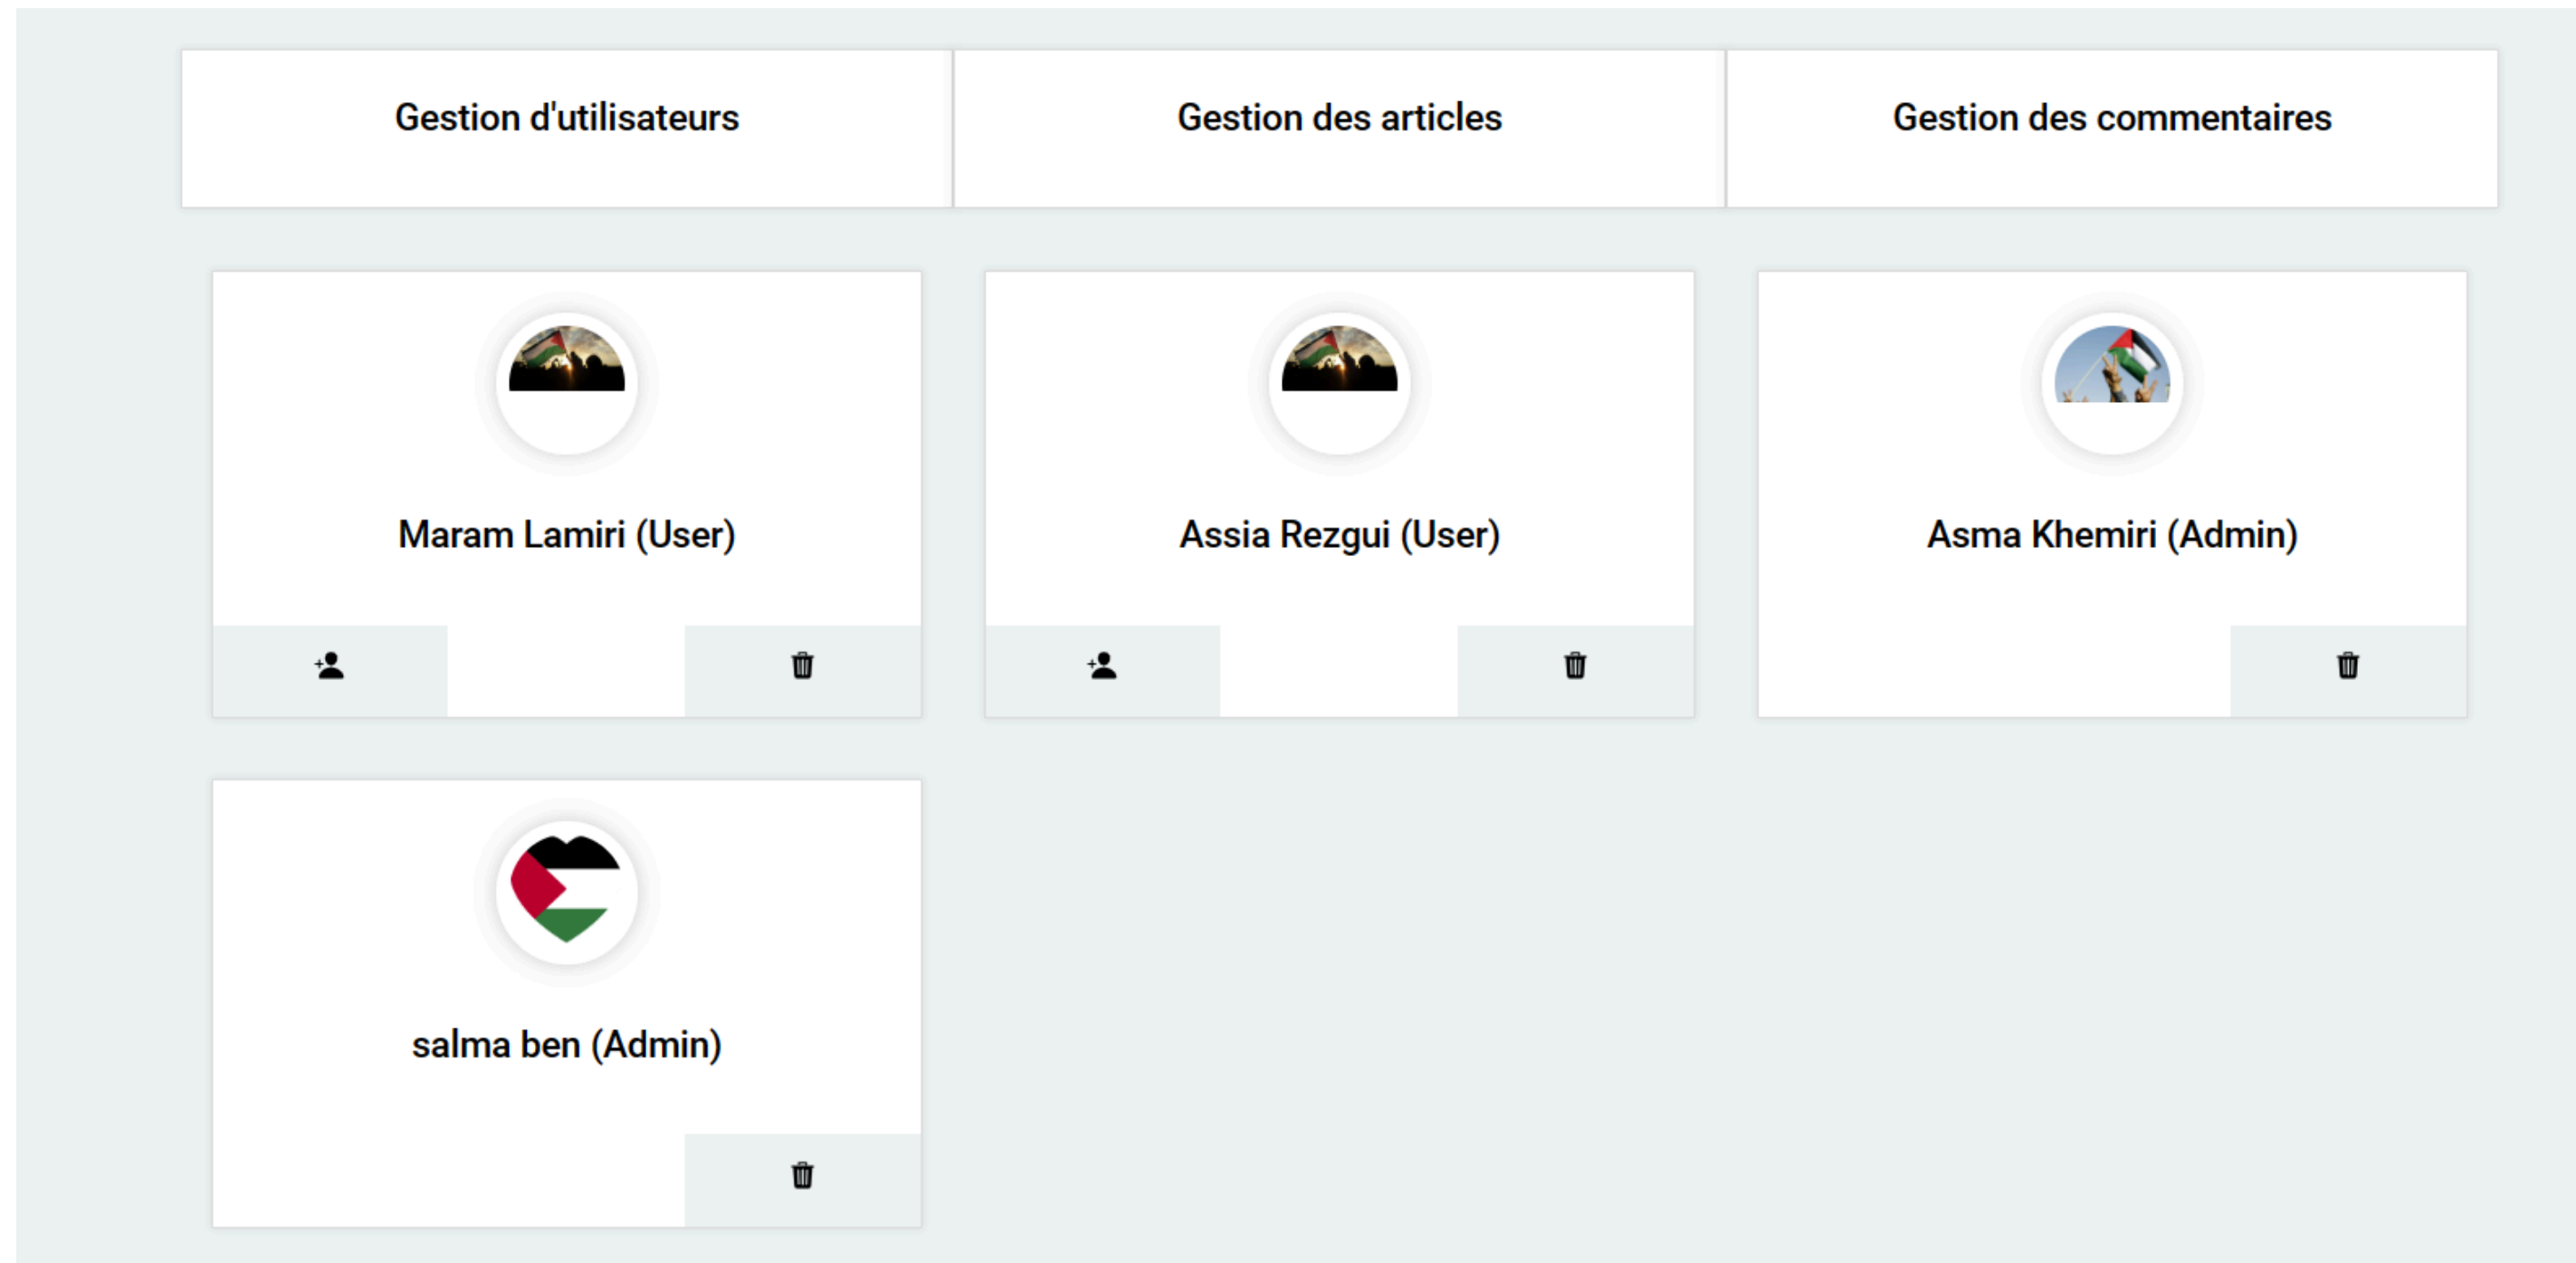 Gestion d'utilisateurs
Gestion des articles
Gestion des commentaires
Maram Lamiri (User)
Assia Rezgui (User)
Asma Khemiri (Admin)
salma ben (Admin)